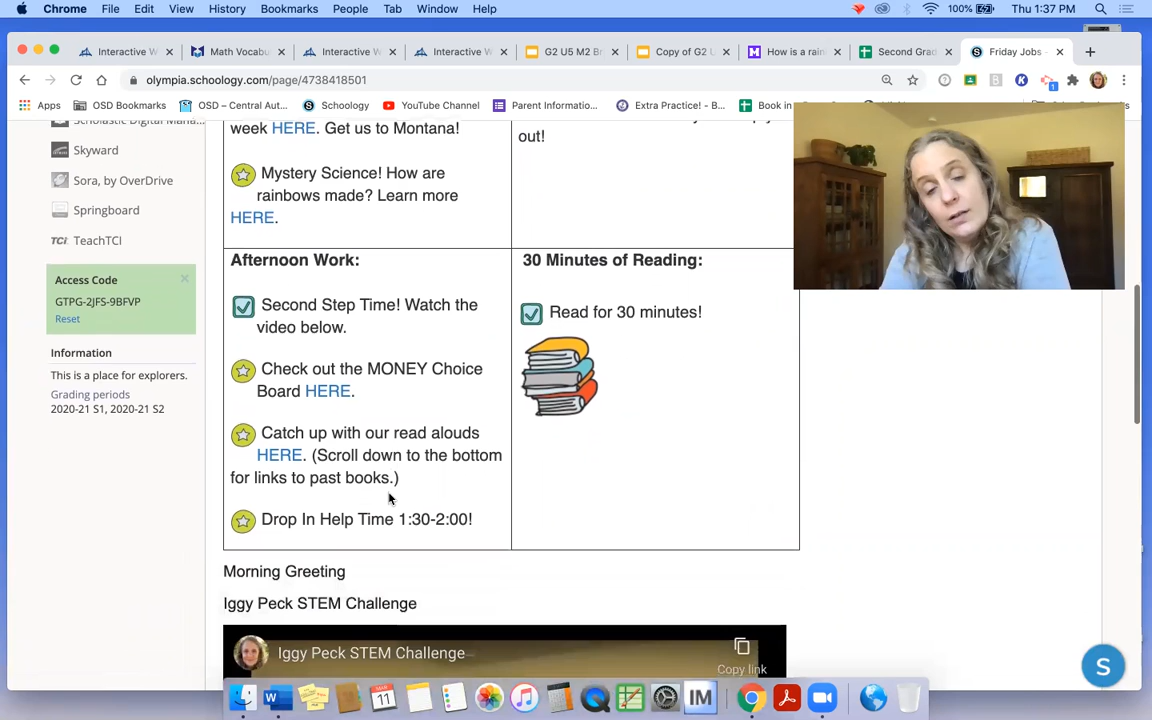 Chrome File Edit View History Bookmarks People Tab Window Help 100% Thu 1:37 PM
Interactive W
Math Vocabu
Interactive W
Interactive W
G2 U5 M2 Br
Copy of G2 U
How is a rain
Second Grad
Friday Jobs -
olympia.schoology.com/page/4738418501
Apps OSD Bookmarks OSD – Central Aut... Schoology YouTube Channel Parent Informatio... Extra Practice! - B... Book in
Scholastic Digital Mana...
Skyward
Sora, by OverDrive
Springboard
TeachTCI
Access Code
GTPG-2JFS-9BFVP
Reset
Information
This is a place for explorers.
Grading periods
2020-21 S1, 2020-21 S2
week HERE. Get us to Montana!
Mystery Science! How are
rainbows made? Learn more
HERE.
out!
Afternoon Work:
Second Step Time! Watch the
video below.
Check out the MONEY Choice
Board HERE.
Catch up with our read alouds
HERE. (Scroll down to the bottom
for links to past books.)
Drop In Help Time 1:30-2:00!
30 Minutes of Reading:
Read for 30 minutes!
Morning Greeting
Iggy Peck STEM Challenge
Iggy Peck STEM Challenge
Copy link
S
MAR
11
W
IM